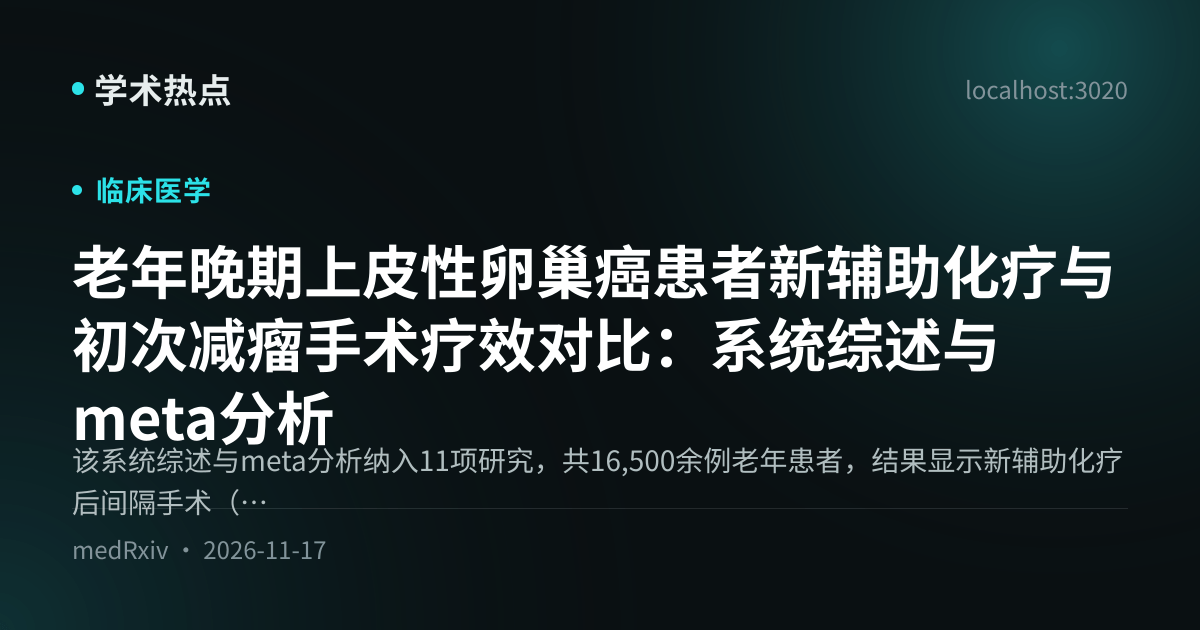 学术热点
localhost:3020
临床医学
老年晚期上皮性卵巢癌患者新辅助化疗与
初次减瘤手术疗效对比：系统综述与
meta分析
该系统综述与meta分析纳入11项研究，共16,500余例老年患者，结果显示新辅助化疗
后间隔手术（…
medRxiv · 2026-11-17